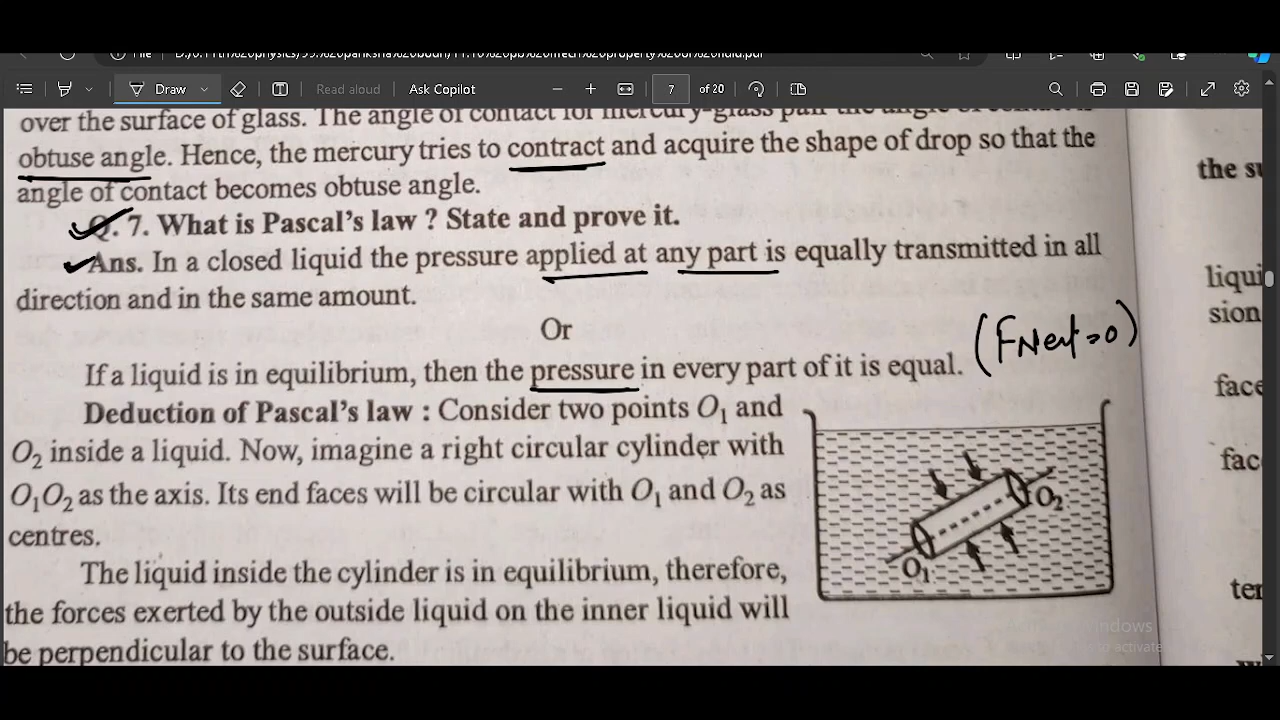 Draw
Read aloud
Ask Copilot
7 of 20
over the surface of glass. The angle of contact for mercury-glass pair the angle of contact is
obtuse angle. Hence, the mercury tries to contract and acquire the shape of drop so that the
angle of contact becomes obtuse angle.
Q. 7. What is Pascal's law ? State and prove it.
Ans. In a closed liquid the pressure applied at any part is equally transmitted in all
direction and in the same amount.
Or
If a liquid is in equilibrium, then the pressure in every part of it is equal.
(FNet=0)
Deduction of Pascal's law : Consider two points O₁ and
O₂ inside a liquid. Now, imagine a right circular cylinder with
O₁O₂ as the axis. Its end faces will be circular with O₁ and O₂ as
centres.
The liquid inside the cylinder is in equilibrium, therefore,
the forces exerted by the outside liquid on the inner liquid will
be perpendicular to the surface.
O₂
O₁
the su
liqui
sion
face
fac
ter